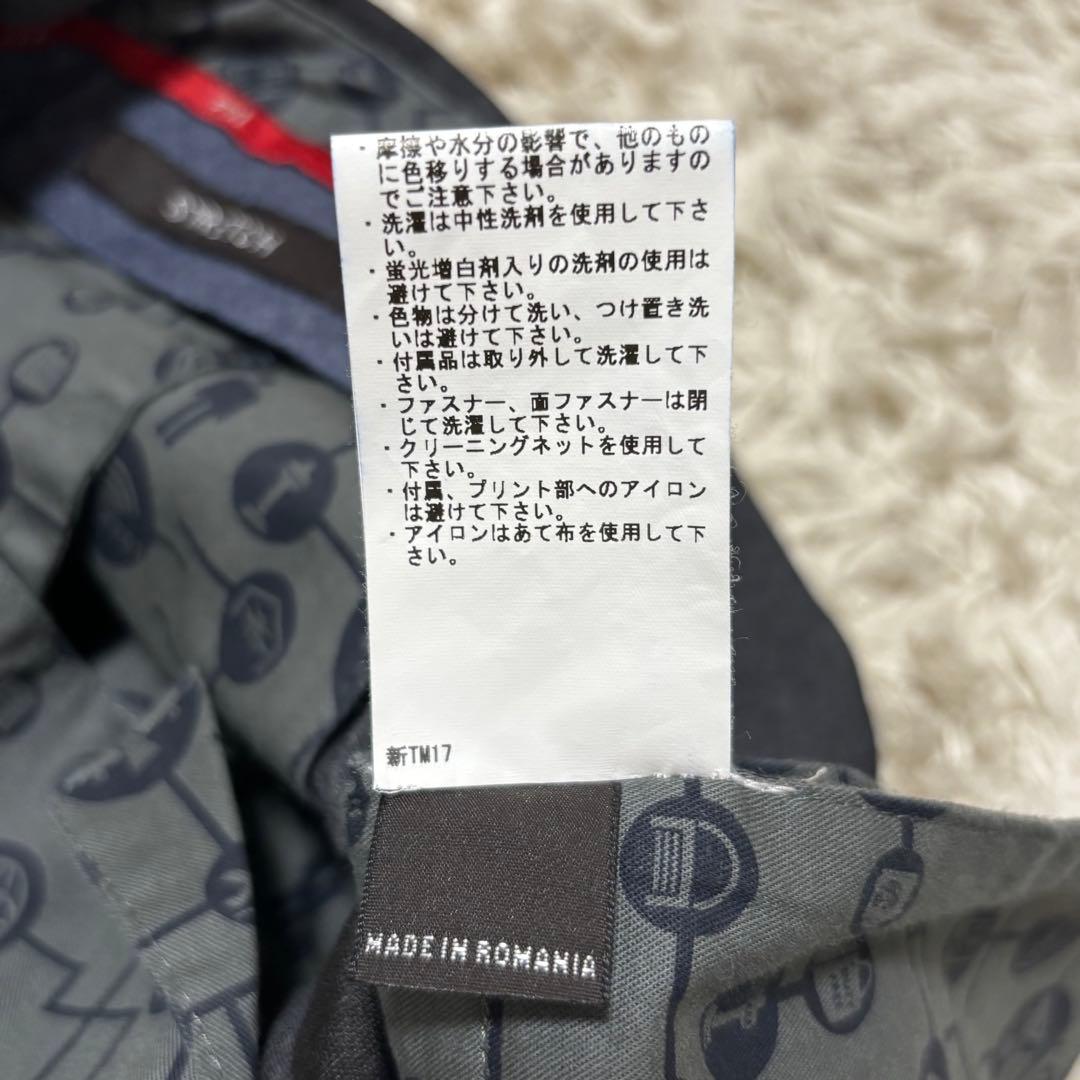 ・摩擦や水分の影響で、他のもの
に色移りする場合がありますの
でご注意下さい。
・洗濯は中性洗剤を使用して下さ
い。
・蛍光増白剤入りの洗剤の使用は
避けて下さい。
・色物は分けて洗い、つけ置き洗
いは避けて下さい。
・付属品は取り外して洗濯して下
さい。
・ファスナー、面ファスナーは閉
じて洗濯して下さい。
・クリーニングネットを使用して
下さい。
・付属、プリント部へのアイロン
は避けて下さい。
・アイロンはあて布を使用して下
さい。
新TM17
MADE IN ROMANIA